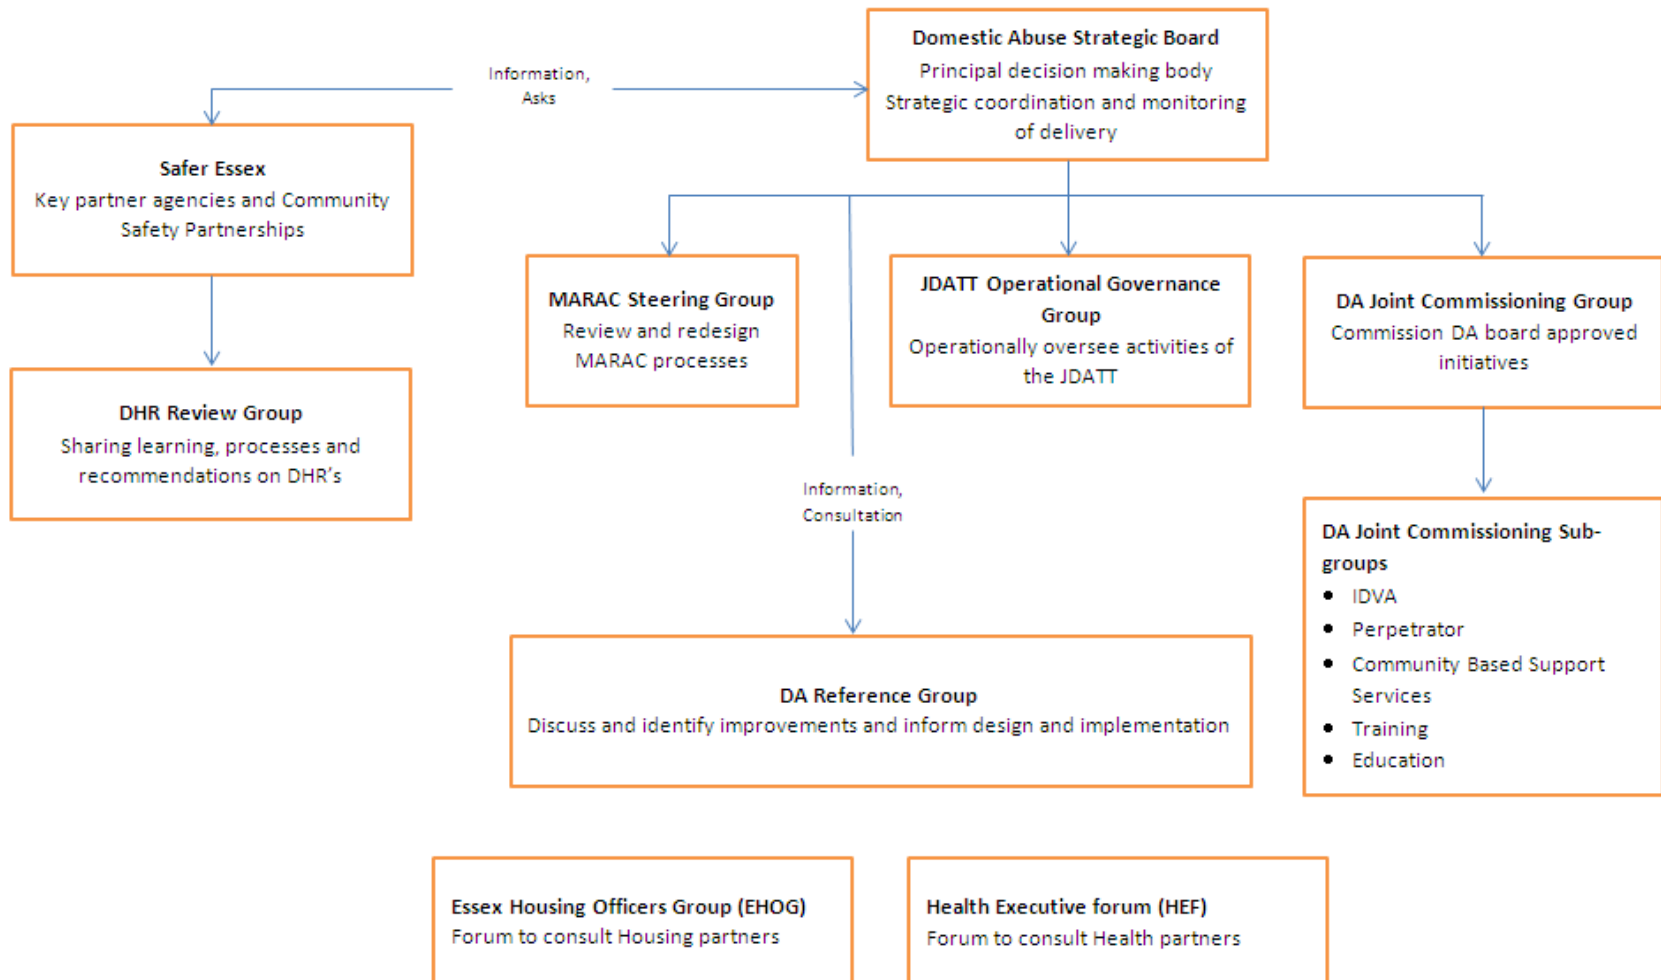 Domestic Abuse Strategic Board
Principal decision making body
Strategic coordination and monitoring
of delivery
Information,
Asks
Safer Essex
Key partner agencies and Community
Safety Partnerships
MARAC Steering Group
Review and redesign
MARAC processes
JDATT Operational Governance
Group
Operationally oversee activities of
the JDATT
DA Joint Commissioning Group
Commission DA board approved
initiatives
DHR Review Group
Sharing learning, processes and
recommendations on DHR's
Information,
Consultation
DA Joint Commissioning Sub-
groups
• IDVA
• Perpetrator
• Community Based Support
Services
• Training
• Education
DA Reference Group
Discuss and identify improvements and inform design and implementation
Essex Housing Officers Group (EHOG)
Forum to consult Housing partners
Health Executive forum (HEF)
Forum to consult Health partners